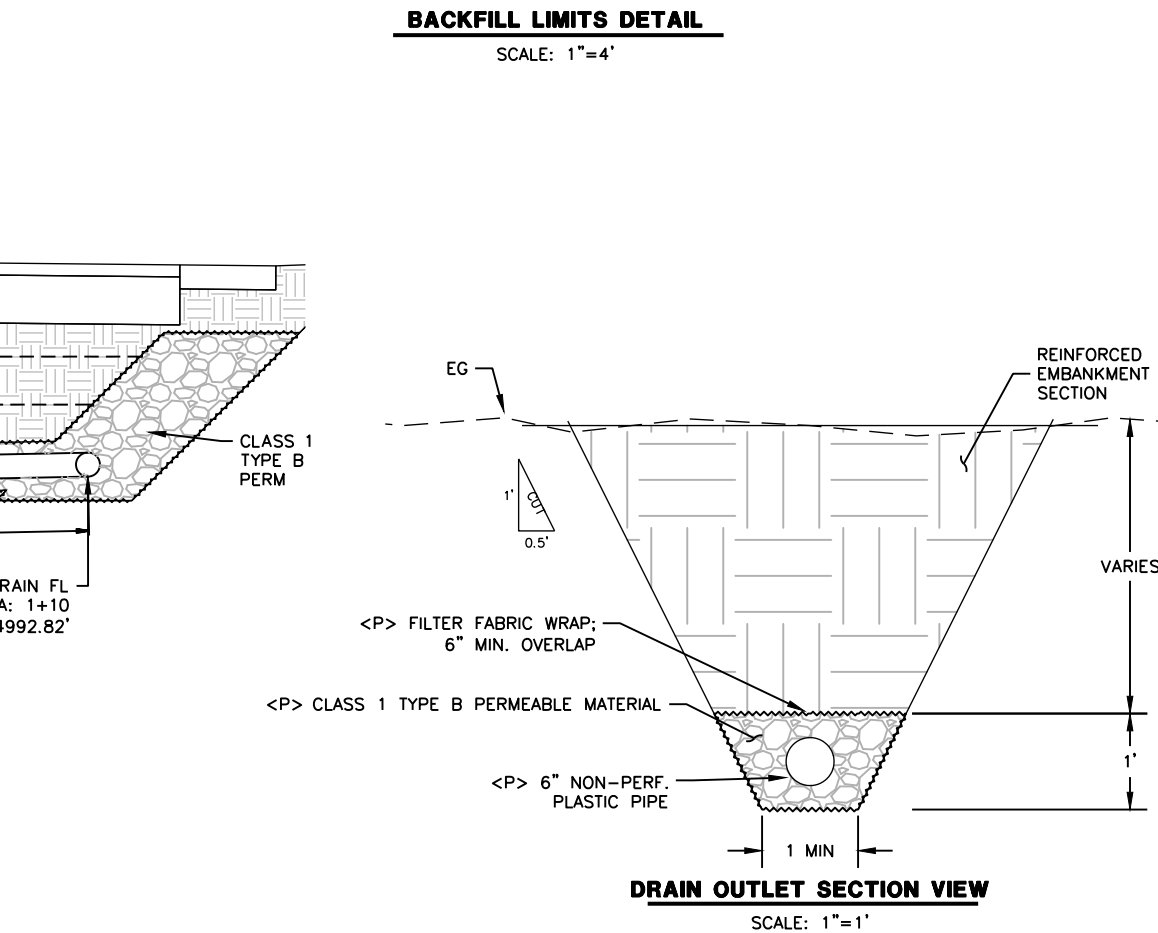 BACKFILL LIMITS DETAIL
SCALE: 1"=4'
CLASS 1
TYPE B
PERM
RAIN FL
A: 1+10
4992.82'
EG
REINFORCED
EMBANKMENT
SECTION
1'
CUT
0.5'
VARIES
<P> FILTER FABRIC WRAP;
6" MIN. OVERLAP
<P> CLASS 1 TYPE B PERMEABLE MATERIAL
<P> 6" NON-PERF.
PLASTIC PIPE
1'
1 MIN
DRAIN OUTLET SECTION VIEW
SCALE: 1"=1'